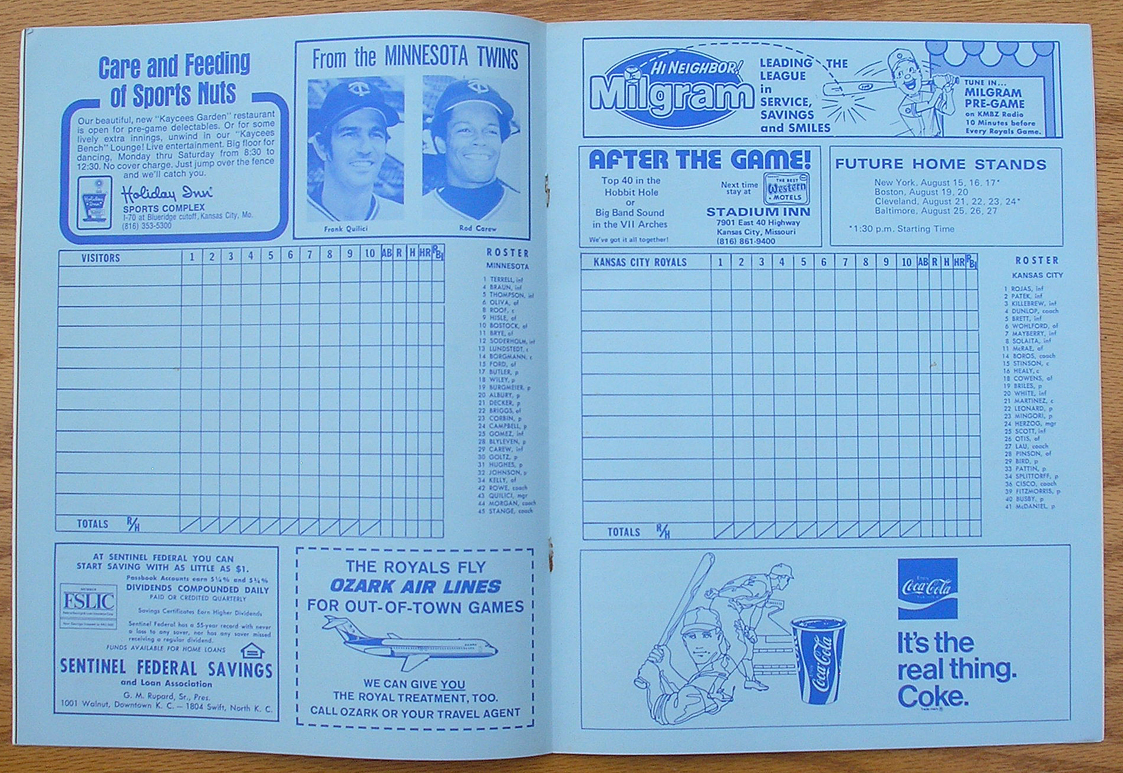 Care and Feeding
of Sports Nuts
Our beautiful, new "Kaycees Garden" restaurant
is open for pre-game delectables. Or for some
lively extra innings, unwind in our "Kaycees
Bench" Lounge! Live entertainment. Big floor for
dancing, Monday thru Saturday from 8:30 to
12:30. No cover charge. Just jump over the fence
and we'll catch you.
Holiday Inn
Holiday Inn®
SPORTS COMPLEX
I-70 at Blueridge cutoff, Kansas City, Mo.
(816) 353-5300
From the MINNESOTA TWINS
Frank Quilici
Rod Carew
VISITORS 1 2 3 4 5 6 7 8 9 10 AB R H HR RBI
TOTALS R/H
ROSTER
MINNESOTA
1 TERRELL, inf
4 BRAUN, inf
5 THOMPSON, inf
6 OLIVA, of
8 ROOF, c
9 HISLE, of
10 BOSTOCK, of
11 BRYE, of
12 SODERHOLM, inf
13 LUNDSTEDT, c
14 BORGMANN, c
15 FORD, of
17 BUTLER, p
18 WILEY, p
19 BURGMEIER, p
20 ALBURY, p
21 DECKER, p
22 BRIGGS, of
23 CORBIN, p
24 CAMPBELL, p
25 GOMEZ, inf
28 BLYLEVEN, p
29 CAREW, inf
30 GOLTZ, p
31 HUGHES, p
32 JOHNSON, p
34 KELLY, of
42 ROWE, coach
43 QUILICI, mgr
44 MORGAN, coach
STANGE, coach
AT SENTINEL FEDERAL YOU CAN
START SAVING WITH AS LITTLE AS $1.
Passbook Accounts earn 5¼% and 5¾%
DIVIDENDS COMPOUNDED DAILY
PAID OR CREDITED QUARTERLY
FSLIC
Savings Certificates Earn Higher Dividends
Sentinel Federal has a 55-year record with never
a loss to any saver, nor has any saver missed
receiving a regular dividend.
FUNDS AVAILABLE FOR HOME LOANS
SENTINEL FEDERAL SAVINGS
and Loan Association
G. M. Rupard, Sr., Pres.
1001 Walnut, Downtown K. C. — 1804 Swift, North K. C.
THE ROYALS FLY
OZARK AIR LINES
FOR OUT-OF-TOWN GAMES
WE CAN GIVE YOU
THE ROYAL TREATMENT, TOO.
CALL OZARK OR YOUR TRAVEL AGENT
HI NEIGHBOR!
Milgram
LEADING THE
LEAGUE
in
SERVICE,
SAVINGS
and SMILES
TUNE IN...
MILGRAM
PRE-GAME
on KMBZ Radio
10 Minutes before
Every Royals Game.
AFTER THE GAME!
Top 40 in the
Hobbit Hole
or
Big Band Sound
in the VII Arches
We've got it all together!
Next time
stay at
THE BEST
Western
MOTELS
STADIUM INN
7901 East 40 Highway
Kansas City, Missouri
(816) 861-9400
FUTURE HOME STANDS
New York, August 15, 16, 17*
Boston, August 19, 20
Cleveland, August 21, 22, 23, 24*
Baltimore, August 25, 26, 27
*1:30 p.m. Starting Time
KANSAS CITY ROYALS 1 2 3 4 5 6 7 8 9 10 AB R H HR RBI
TOTALS R/H
ROSTER
KANSAS CITY
1 ROJAS, inf
2 PATEK, inf
3 KILLEBREW, inf
4 DUNLOP, coach
5 BRETT, inf
6 WOHLFORD, of
7 MAYBERRY, inf
8 SOLAITA, inf
11 McRAE, of
14 BOROS, coach
15 STINSON, c
16 HEALY, c
18 COWENS, of
19 BRILES, p
20 WHITE, inf
21 MARTINEZ, c
22 LEONARD, p
23 MINGORI, p
24 HERZOG, mgr
25 SCOTT, inf
26 OTIS, of
27 LAU, coach
28 PINSON, of
29 BIRD, p
33 PATTIN, p
34 SPLITTORFF, p
36 CISCO, coach
39 FITZMORRIS, p
40 BUSBY, p
41 McDANIEL, p
Coca-Cola
Enjoy
Coca-Cola
It's the
real thing.
Coke.